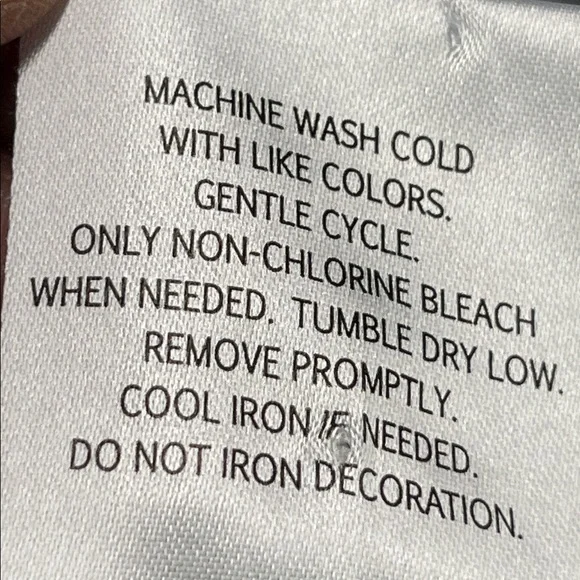 MACHINE WASH COLD
WITH LIKE COLORS.
GENTLE CYCLE.
ONLY NON-CHLORINE BLEACH
WHEN NEEDED. TUMBLE DRY LOW.
REMOVE PROMPTLY.
COOL IRON IF NEEDED.
DO NOT IRON DECORATION.